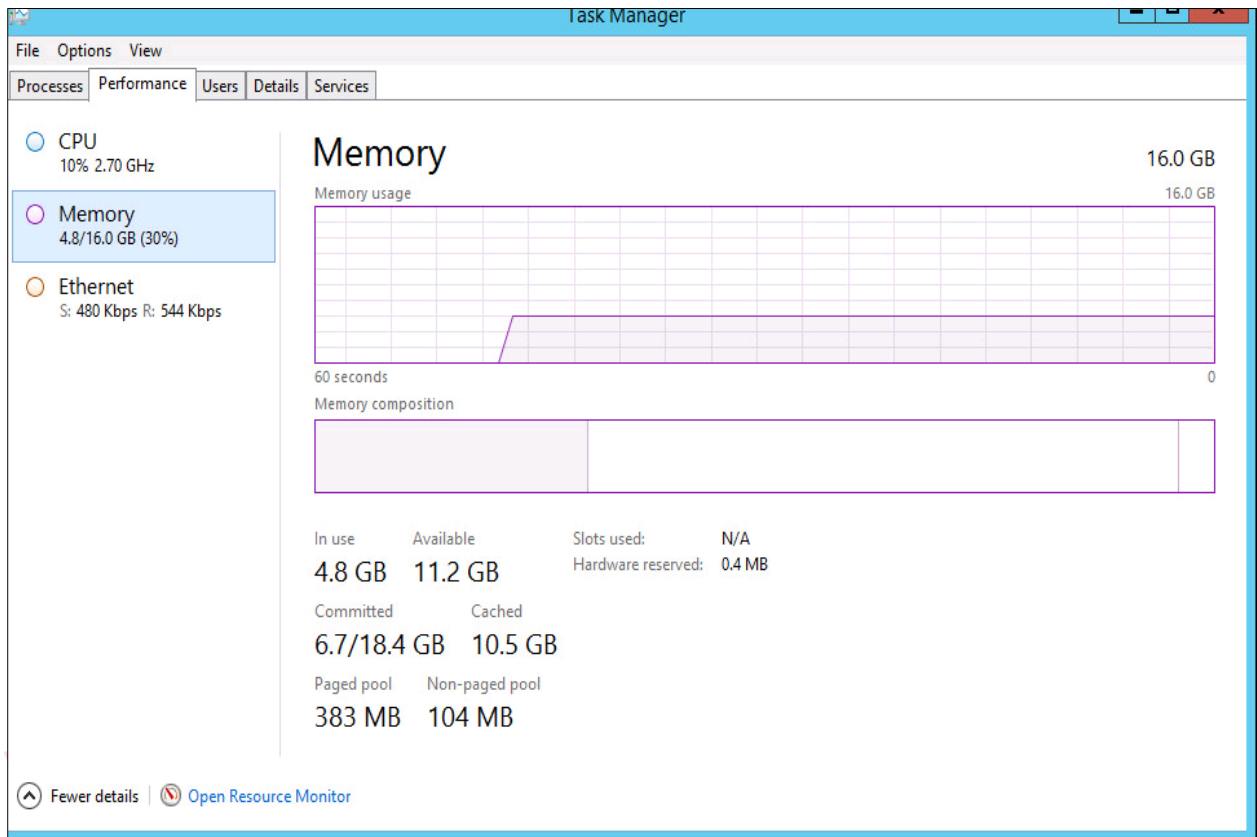 Task Manager
File Options View
Processes Performance Users Details Services
CPU
10% 2.70 GHz
Memory
4.8/16.0 GB (30%)
Ethernet
S: 480 Kbps R: 544 Kbps
Memory 16.0 GB
Memory usage 16.0 GB
60 seconds 0
Memory composition
In use Available Slots used: N/A
Hardware reserved: 0.4 MB
4.8 GB 11.2 GB
Committed Cached
6.7/18.4 GB 10.5 GB
Paged pool Non-paged pool
383 MB 104 MB
Fewer details Open Resource Monitor